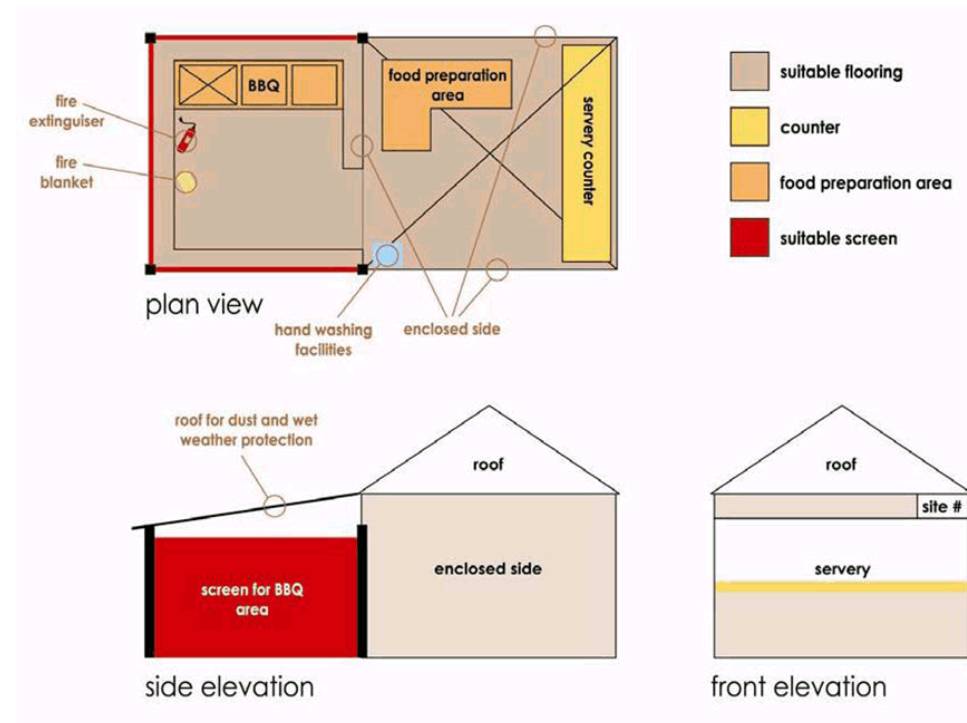 fire
extinguiser
fire
blanket
BBQ
food preparation
area
servery counter
suitable flooring
counter
food preparation area
suitable screen
plan view
hand washing
facilities
enclosed side
roof for dust and wet
weather protection
roof
screen for BBQ
area
enclosed side
side elevation
roof
site #
servery
front elevation